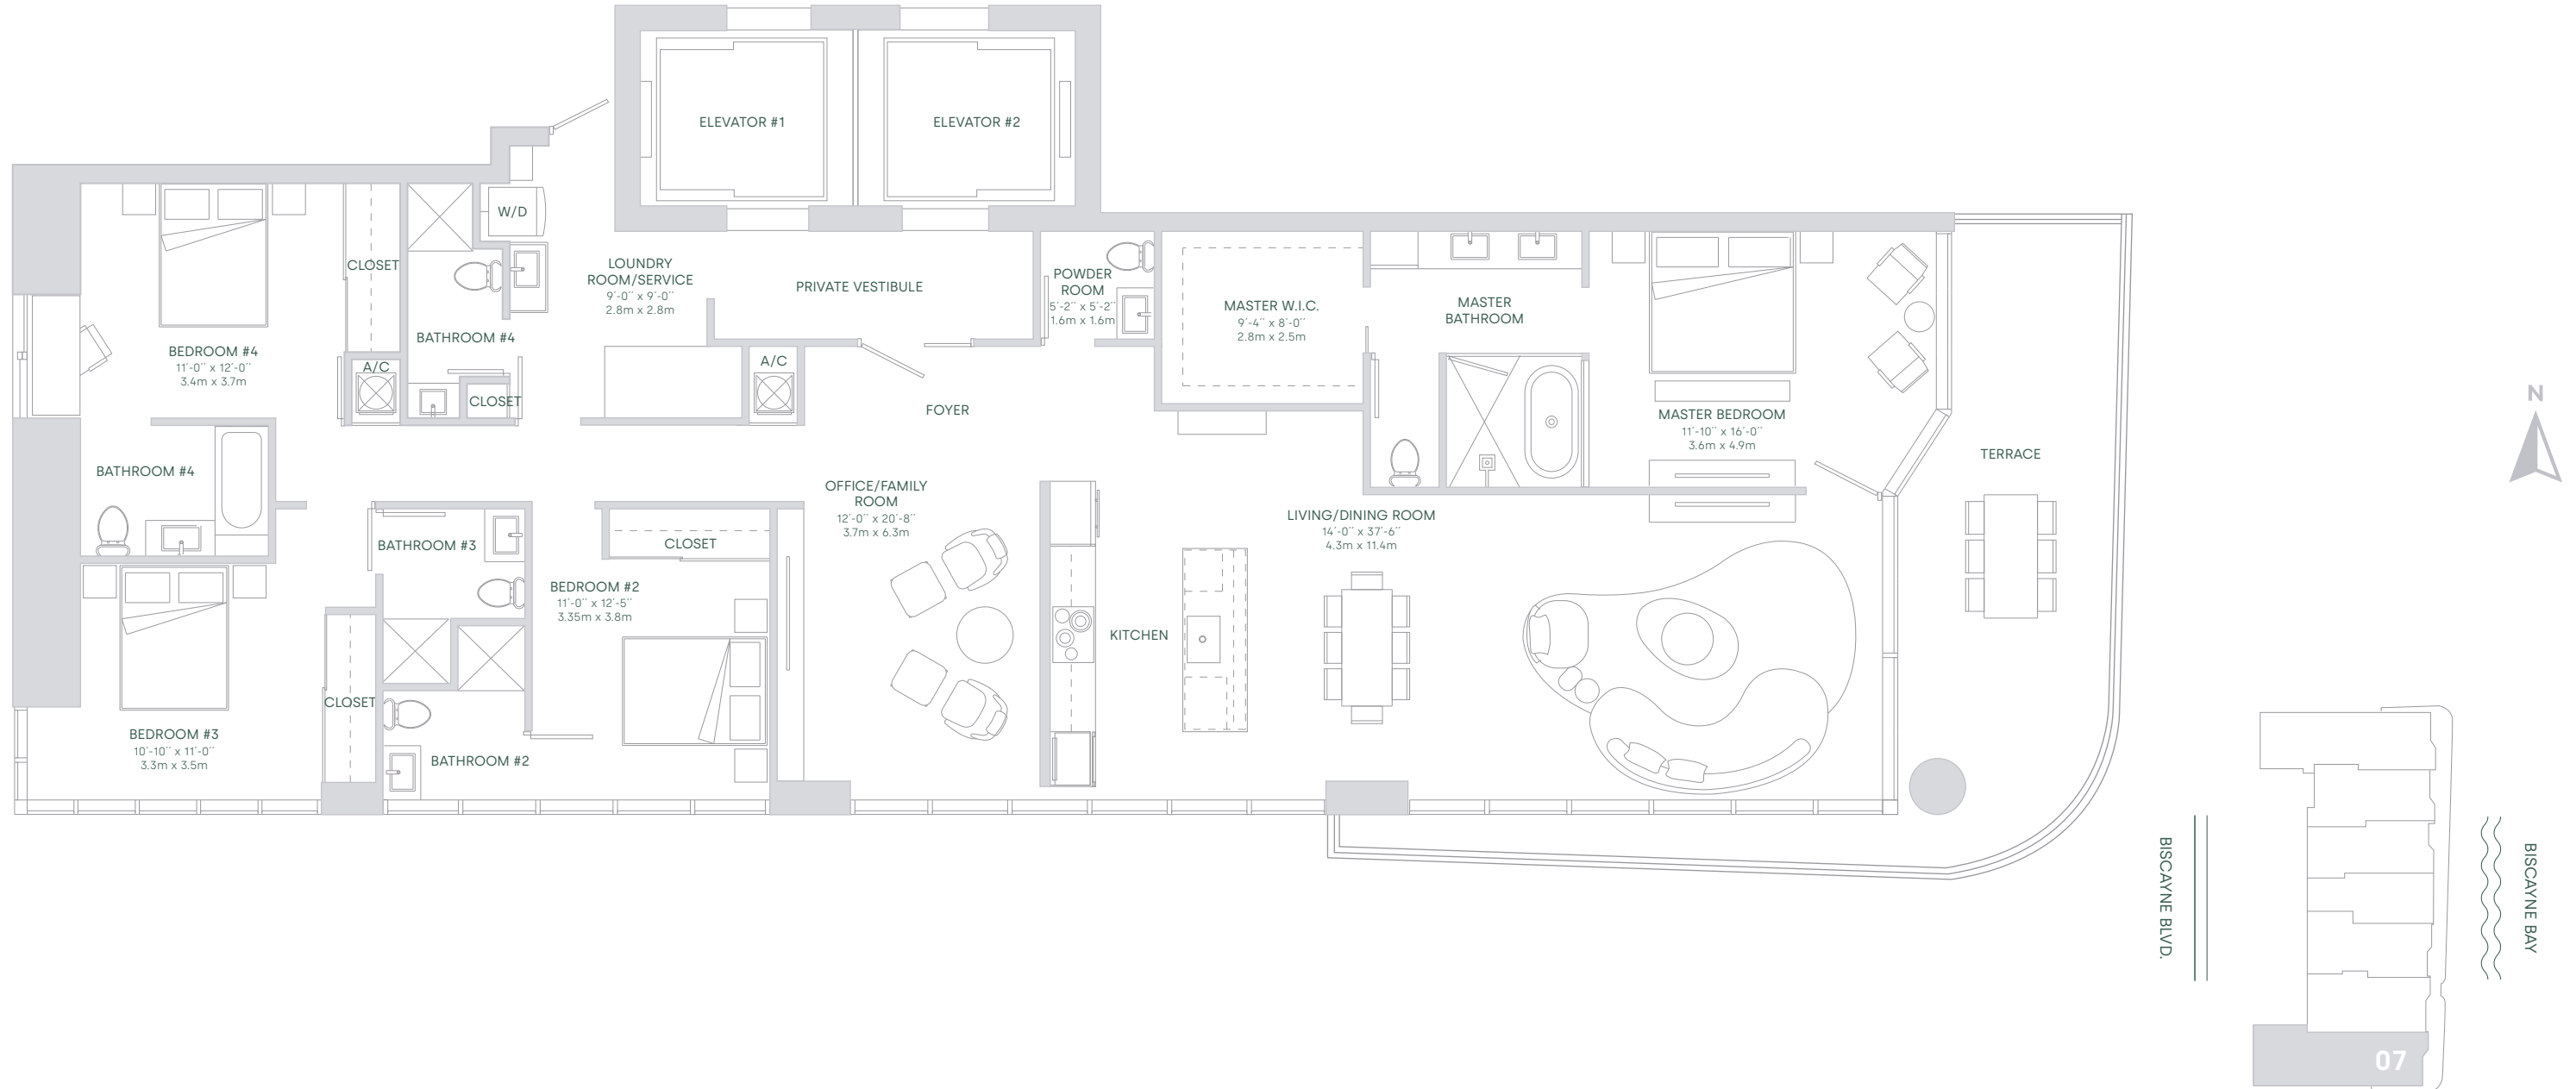 ELEVATOR #1
ELEVATOR #2
W/D
CLOSET
LOUNDRY
ROOM/SERVICE
9´-0´´ x 9´-0´´
2.8m x 2.8m
PRIVATE VESTIBULE
POWDER
ROOM
5´-2´´ x 5´-2´´
1.6m x 1.6m
MASTER W.I.C.
9´-4´´ x 8´-0´´
2.8m x 2.5m
MASTER
BATHROOM
BEDROOM #4
11´-0´´ x 12´-0´´
3.4m x 3.7m
BATHROOM #4
A/C
CLOSET
A/C
FOYER
MASTER BEDROOM
11´-10´´ x 16´-0´´
3.6m x 4.9m
TERRACE
N
BATHROOM #4
OFFICE/FAMILY
ROOM
12´-0´´ x 20´-8´´
3.7m x 6.3m
LIVING/DINING ROOM
14´-0´´ x 37´-6´´
4.3m x 11.4m
BATHROOM #3
CLOSET
BEDROOM #2
11´-0´´ x 12´-5´´
3.35m x 3.8m
KITCHEN
CLOSET
BEDROOM #3
10´-10´´ x 11´-0´´
3.3m x 3.5m
BATHROOM #2
BISCAYNE BLVD.
BISCAYNE BAY
07